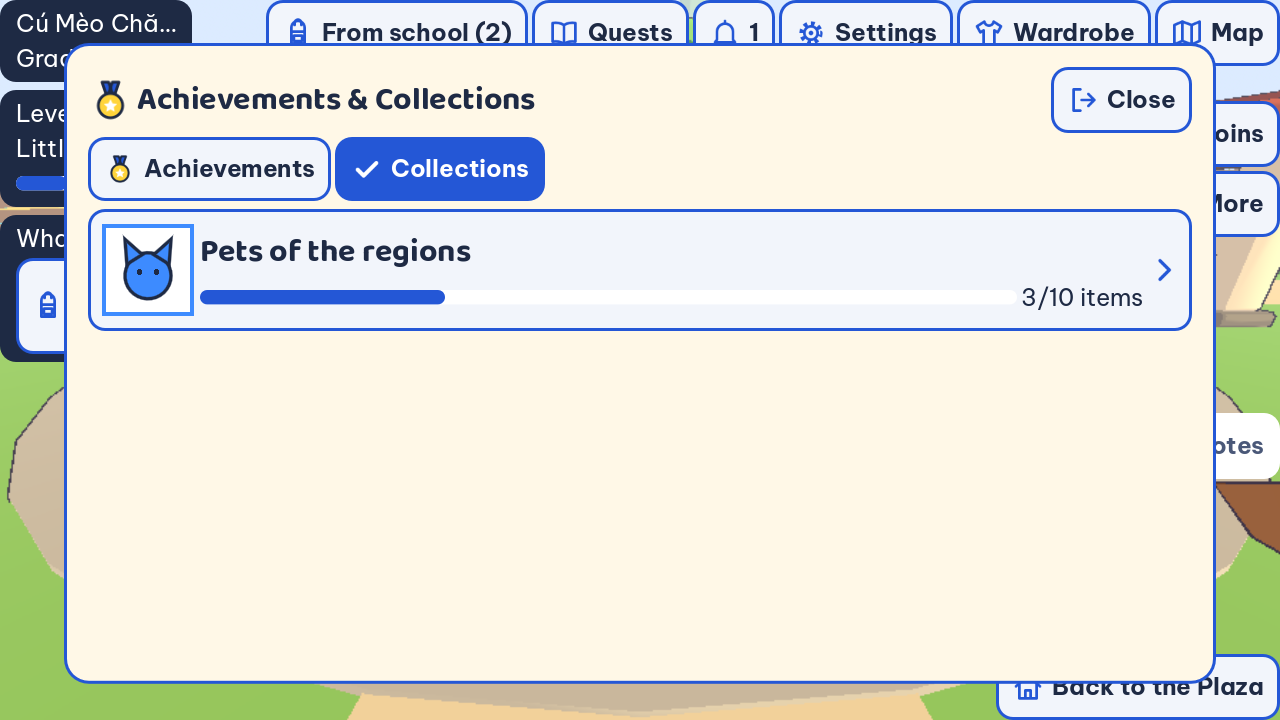 Cú Mèo Chă...
From school (2)
Quests
1
Settings
Wardrobe
Map
Achievements & Collections
Close
Achievements
Collections
Pets of the regions
3/10 items
Back to the Plaza